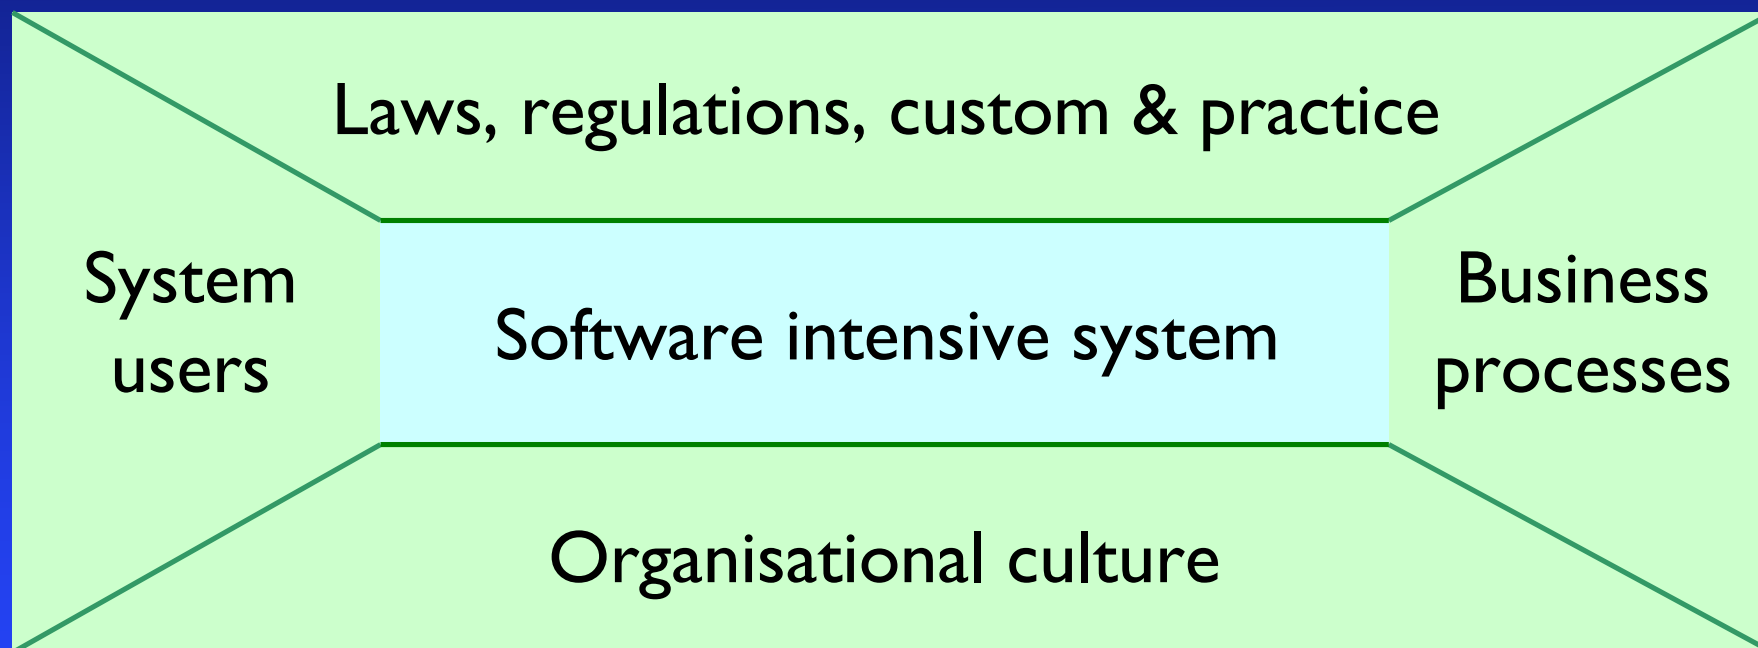 Laws, regulations, custom & practice
System
users
Software intensive system
Business
processes
Organisational culture